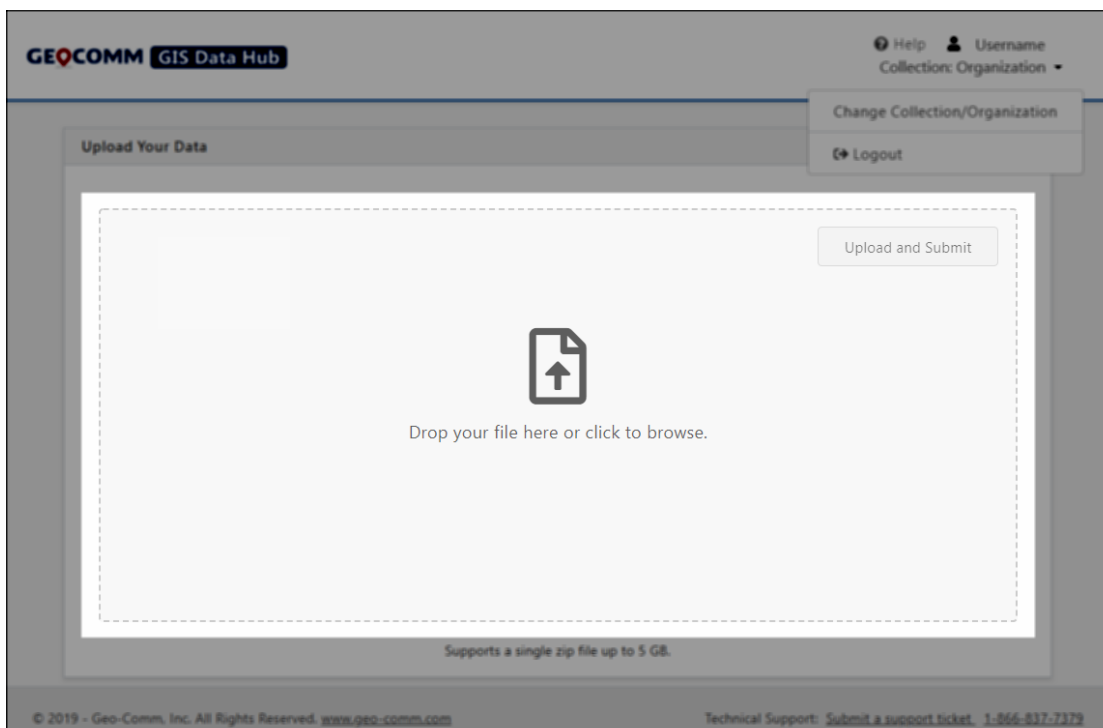 GEOCOMM GIS Data Hub
Help Username
Collection: Organization
Change Collection/Organization
Logout
Upload Your Data
Upload and Submit
Drop your file here or click to browse.
Supports a single zip file up to 5 GB.
© 2019 - Geo-Comm, Inc. All Rights Reserved. www.geo-comm.com
Technical Support: Submit a support ticket 1-866-837-7379